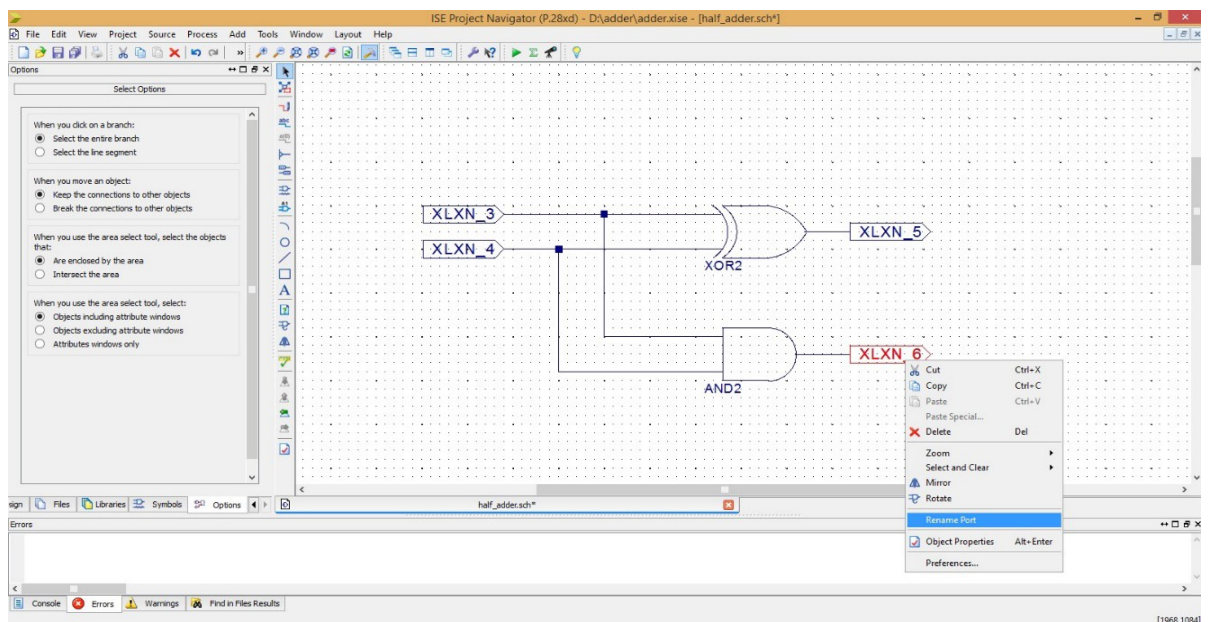 ISE Project Navigator (P.28xd) - D:\adder\adder.xise - [half_adder.sch*]
File Edit View Project Source Process Add Tools Window Layout Help
Options
Select Options
When you click on a branch:
Select the entire branch
Select the line segment
When you move an object:
Keep the connections to other objects
Break the connections to other objects
When you use the area select tool, select the objects
that:
Are enclosed by the area
Intersect the area
When you use the area select tool, select:
Objects including attribute windows
Objects excluding attribute windows
Attributes windows only
XLXN_3
XLXN_4
XLXN_5
XOR2
XLXN_6
AND2
Cut Ctrl+X
Copy Ctrl+C
Paste Ctrl+V
Paste Special...
Delete Del
Zoom
Select and Clear
Mirror
Rotate
Rename Port
Object Properties Alt+Enter
Preferences...
sign Files Libraries Symbols Options
half_adder.sch*
Errors
Console Errors Warnings Find in Files Results
[1968,1084]